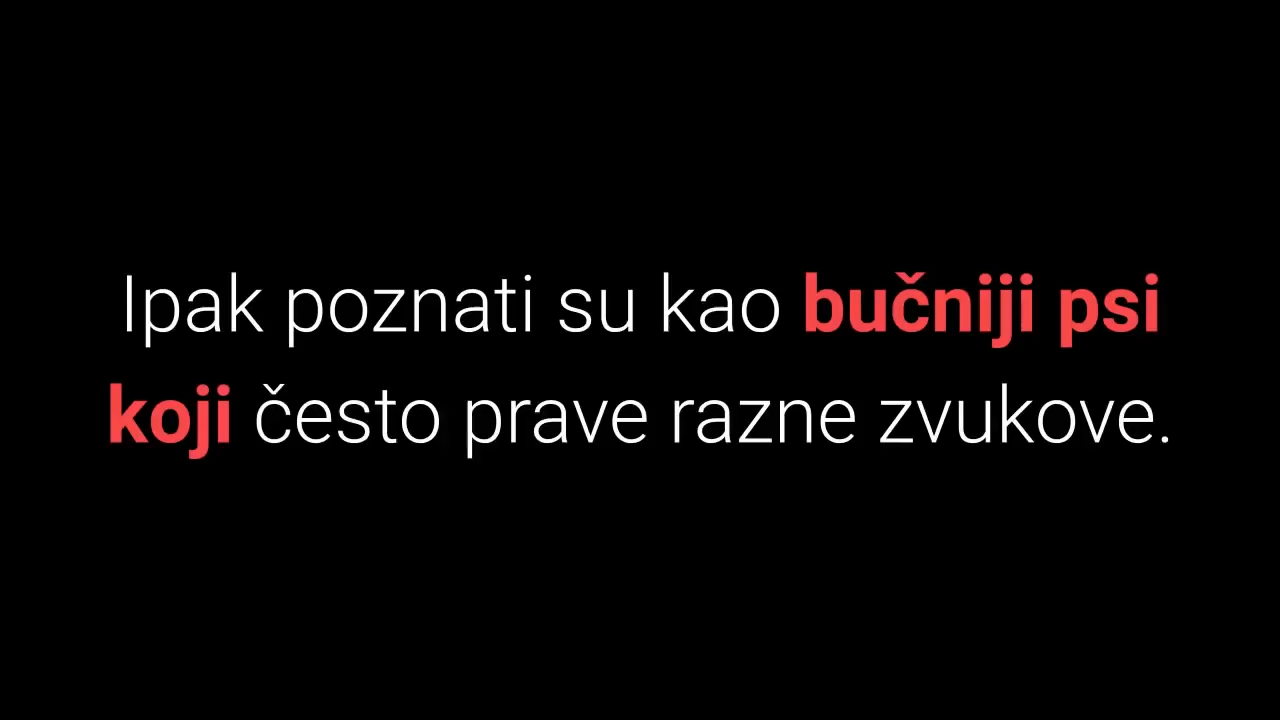 Ipak poznati su kao bučniji psi
koji često prave razne zvukove.